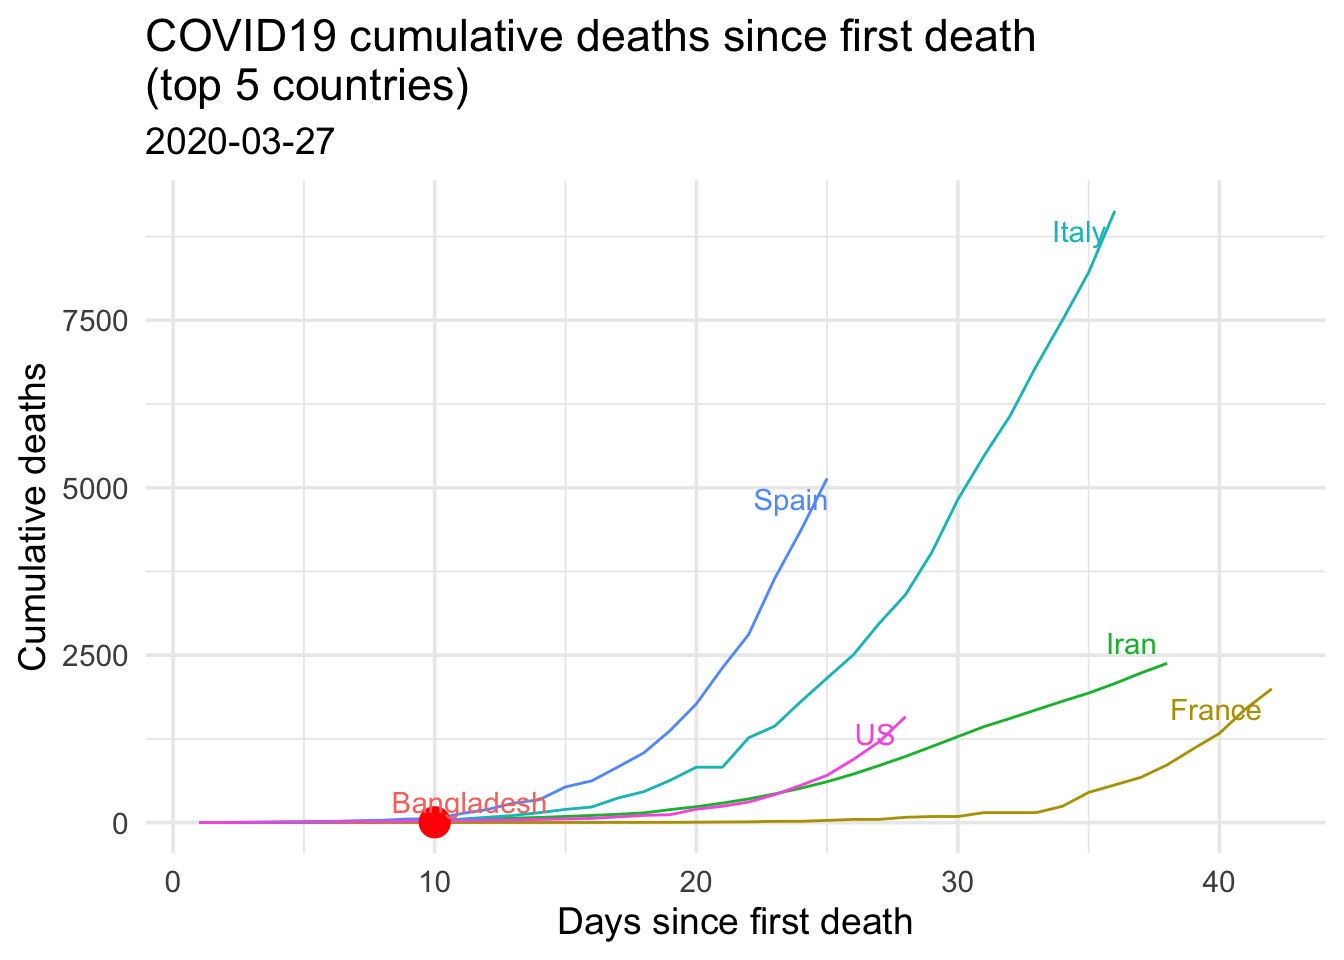 COVID19 cumulative deaths since first death
(top 5 countries)
2020-03-27
Italy
7500
Cumulative deaths
5000
Spain
2500
Iran
France
US
Bangladesh
0
0 10 20 30 40
Days since first death